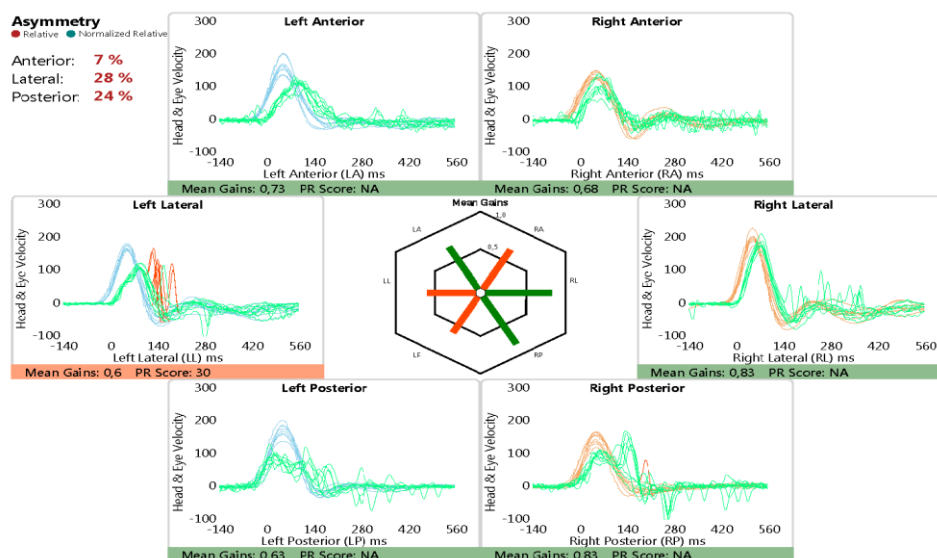 Asymmetry
Relative Normalized Relative
Anterior: 7 %
Lateral: 28 %
Posterior: 24 %
Left Anterior
Head & Eye Velocity
300
200
100
0
-100
-140 0 140 280 420 560
Left Anterior (LA) ms
Mean Gains: 0,73 PR Score: NA
Right Anterior
Head & Eye Velocity
300
200
100
0
-100
-140 0 140 280 420 560
Right Anterior (RA) ms
Mean Gains: 0,68 PR Score: NA
Left Lateral
Head & Eye Velocity
300
200
100
0
-100
-140 0 140 280 420 560
Left Lateral (LL) ms
Mean Gains: 0,6 PR Score: 30
Mean Gains
1,0
0,5
LA
RA
LL
RL
LF
RP
Right Lateral
Head & Eye Velocity
300
200
100
0
-100
-140 0 140 280 420 560
Right Lateral (RL) ms
Mean Gains: 0,83 PR Score: NA
Left Posterior
Head & Eye Velocity
300
200
100
0
-100
-140 0 140 280 420 560
Left Posterior (LP) ms
Mean Gains: 0,63 PR Score: NA
Right Posterior
Head & Eye Velocity
300
200
100
0
-100
-140 0 140 280 420 560
Right Posterior (RP) ms
Mean Gains: 0,83 PR Score: NA